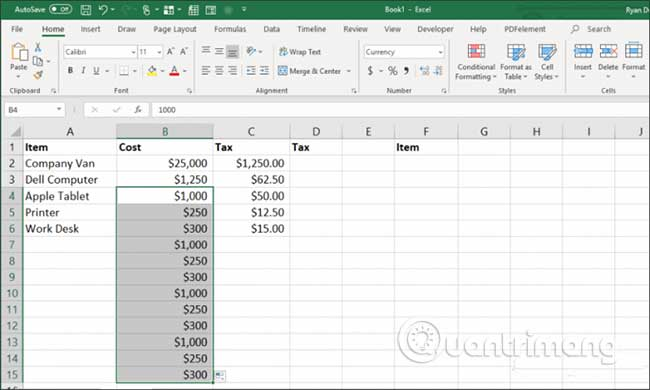 AutoSave Off Book1 - Excel Ryan D
File Home Insert Draw Page Layout Formulas Data Timeline Review View Developer Help PDFelement Search
Paste Calibri 11 A A Wrap Text Currency Conditional Formatting Format as Table Cell Styles Insert Delete Format
B I U A Merge & Center $ % ,
Clipboard Font Alignment Number Styles Cells
B4 fx 1000
A B C D E F G H I J
1 Item Cost Tax Tax Item
2 Company Van $25,000 $1,250.00
3 Dell Computer $1,250 $62.50
4 Apple Tablet $1,000 $50.00
5 Printer $250 $12.50
6 Work Desk $300 $15.00
7 $1,000
8 $250
9 $300
10 $1,000
11 $250
12 $300
13 $1,000
14 $250
15 $300
Quantrimang